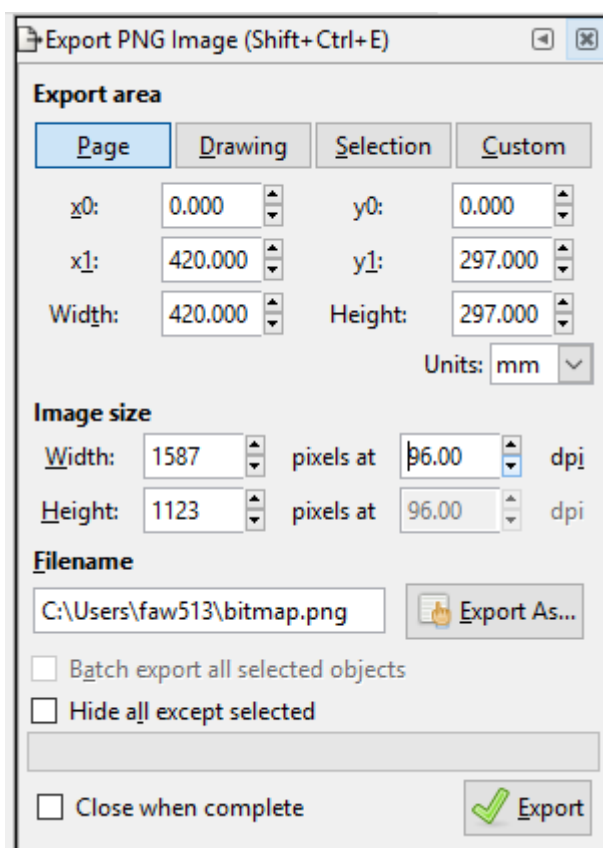 Export PNG Image (Shift+Ctrl+E)
Export area
Page Drawing Selection Custom
x0: 0.000 y0: 0.000
x1: 420.000 y1: 297.000
Width: 420.000 Height: 297.000
Units: mm
Image size
Width: 1587 pixels at 96.00 dpi
Height: 1123 pixels at 96.00 dpi
Filename
C:\Users\faw513\bitmap.png Export As...
Batch export all selected objects
Hide all except selected
Close when complete Export